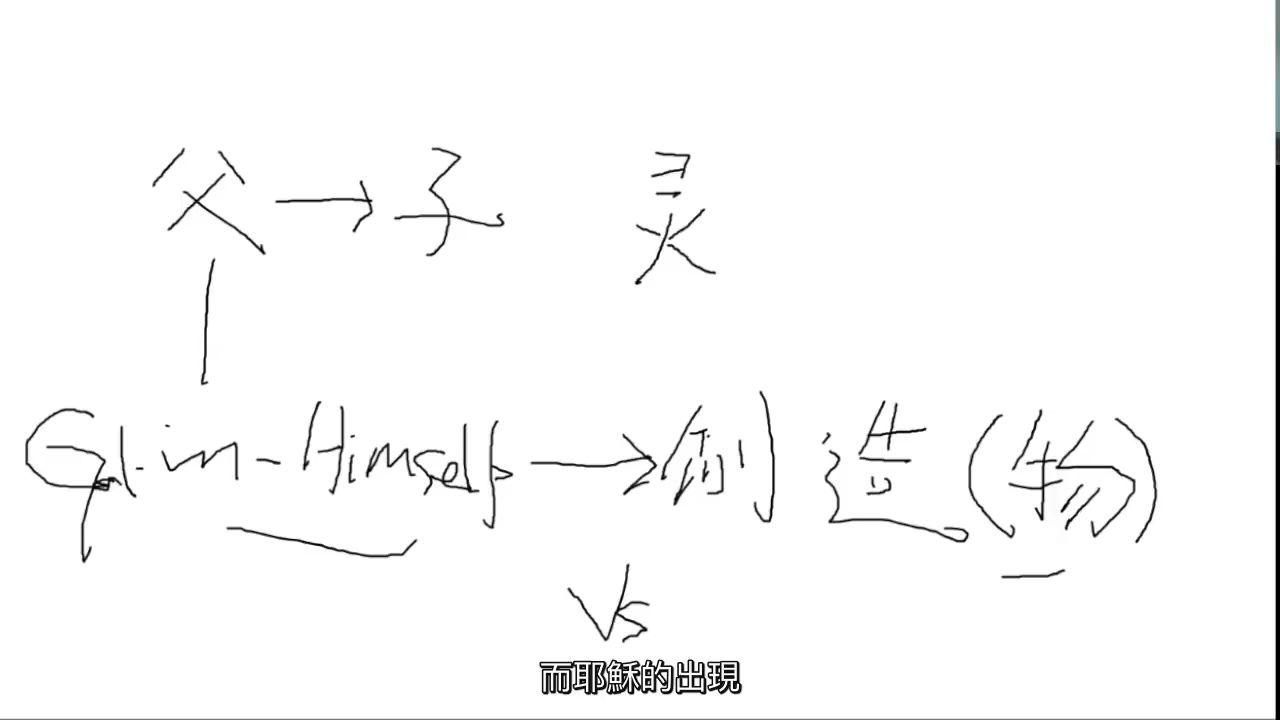 父 → 子 灵
God-in-Himself → 创造(物)
Vs
而耶穌的出現